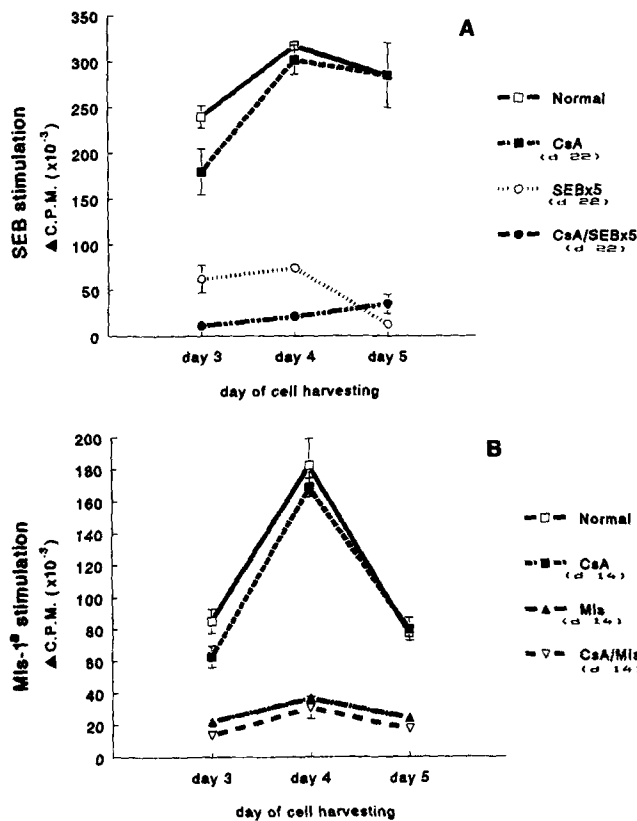 A
350
300
250
200
150
100
50
0
SEB stimulation
▲ C.P.M. (x10⁻³)
day 3 day 4 day 5
day of cell harvesting
Normal
CsA
(d 22)
SEBx5
(d 22)
CsA/SEBx5
(d 22)
B
200
180
160
140
120
100
80
60
40
20
0
Mls-1ª stimulation
▲ C.P.M. (x10⁻³)
day 3 day 4 day 5
day of cell harvesting
Normal
CsA
(d 14)
Mls
(d 14)
CsA/Mls
(d 14)